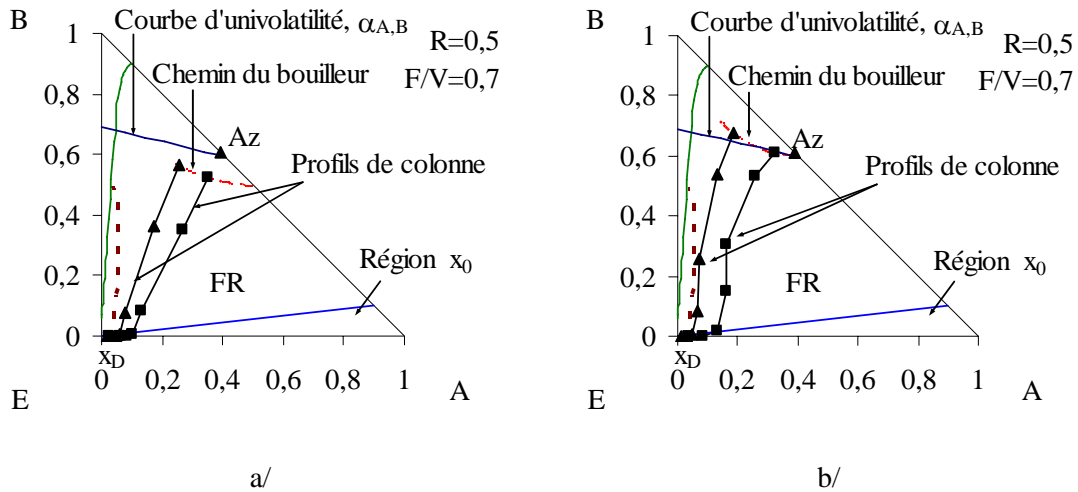 B
Courbe d'univolatilité, αA,B
R=0,5
F/V=0,7
Chemin du bouilleur
Az
Profils de colonne
Région x0
FR
1
0,8
0,6
0,4
0,2
0
xD
0
0,2
0,4
0,6
0,8
1
E
A
a/
B
Courbe d'univolatilité, αA,B
R=0,5
F/V=0,7
Chemin du bouilleur
Az
Profils de colonne
Région x0
FR
1
0,8
0,6
0,4
0,2
0
xD
0
0,2
0,4
0,6
0,8
1
E
A
b/